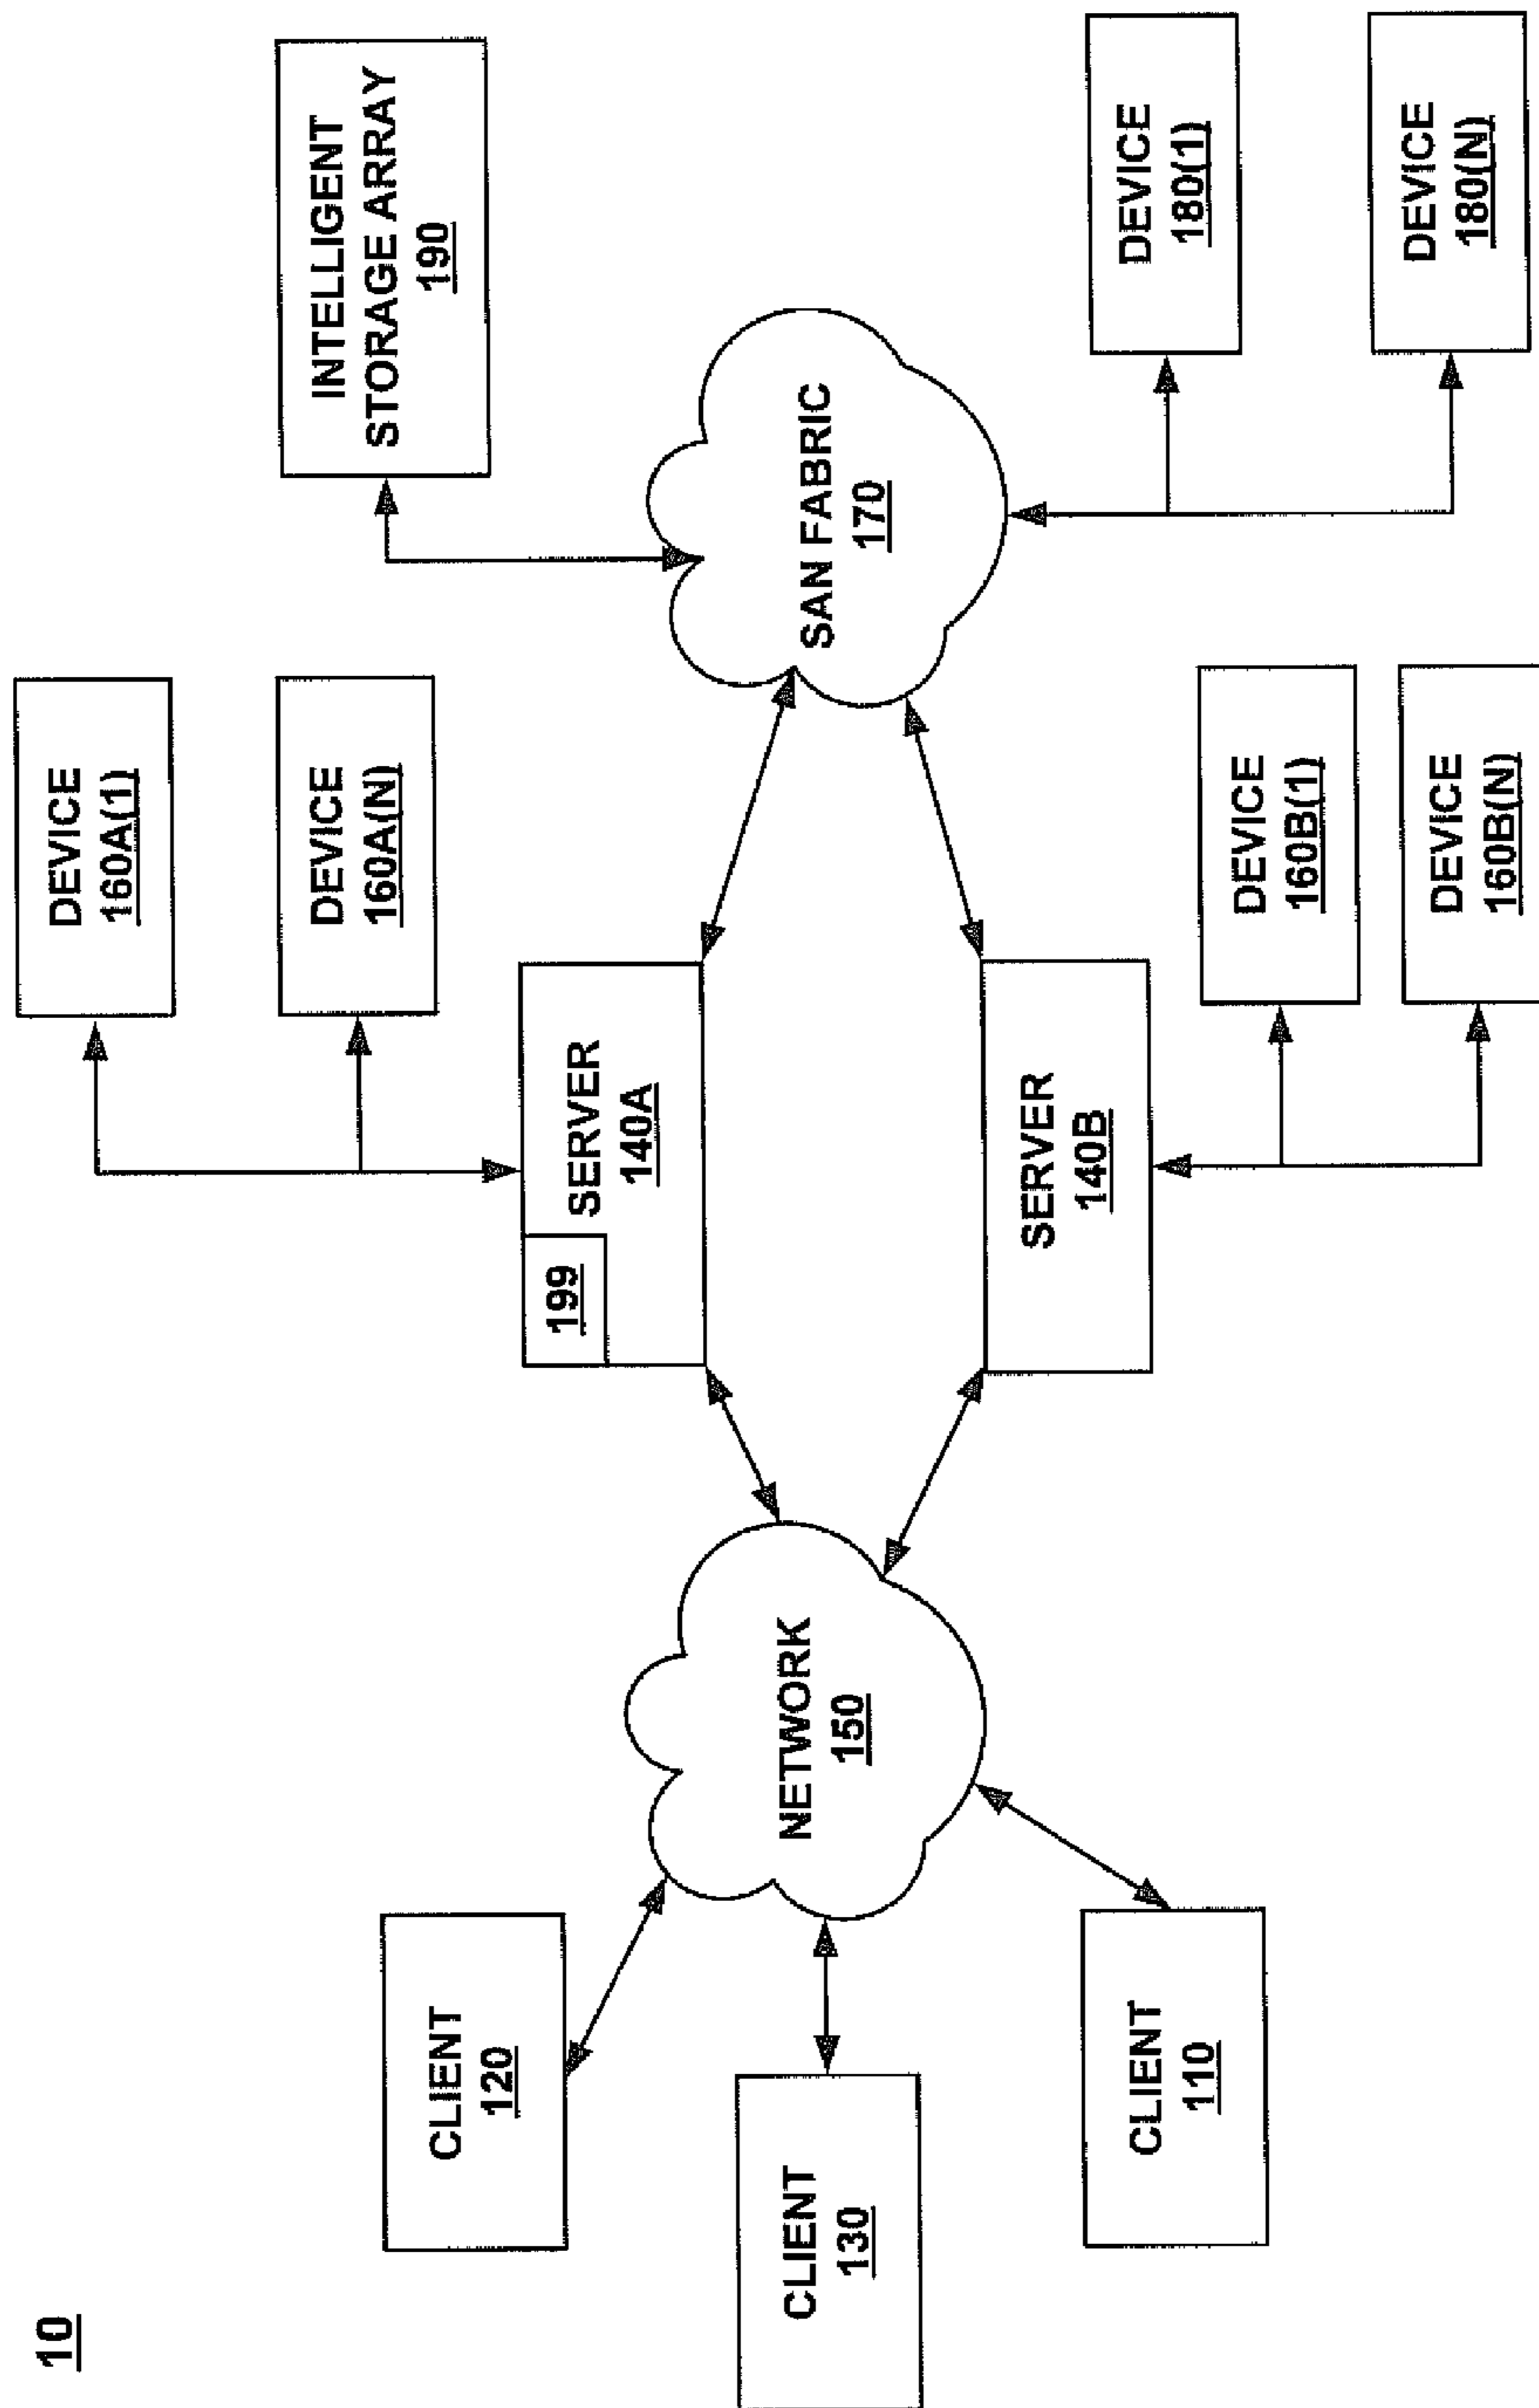 10
DEVICE
160A(1)
DEVICE
160A(N)
INTELLIGENT
STORAGE ARRAY
190
CLIENT
120
199
SERVER
140A
CLIENT
130
NETWORK
150
SAN FABRIC
170
CLIENT
110
SERVER
140B
DEVICE
160B(1)
DEVICE
160B(N)
DEVICE
180(1)
DEVICE
180(N)